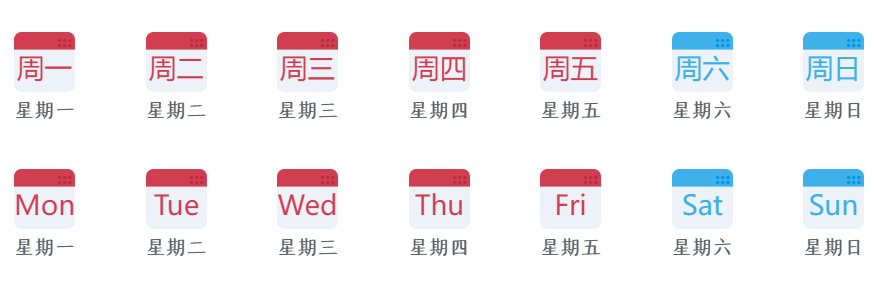 周一 周二 周三 周四 周五 周六 周日
星期一 星期二 星期三 星期四 星期五 星期六 星期日
Mon Tue Wed Thu Fri Sat Sun
星期一 星期二 星期三 星期四 星期五 星期六 星期日